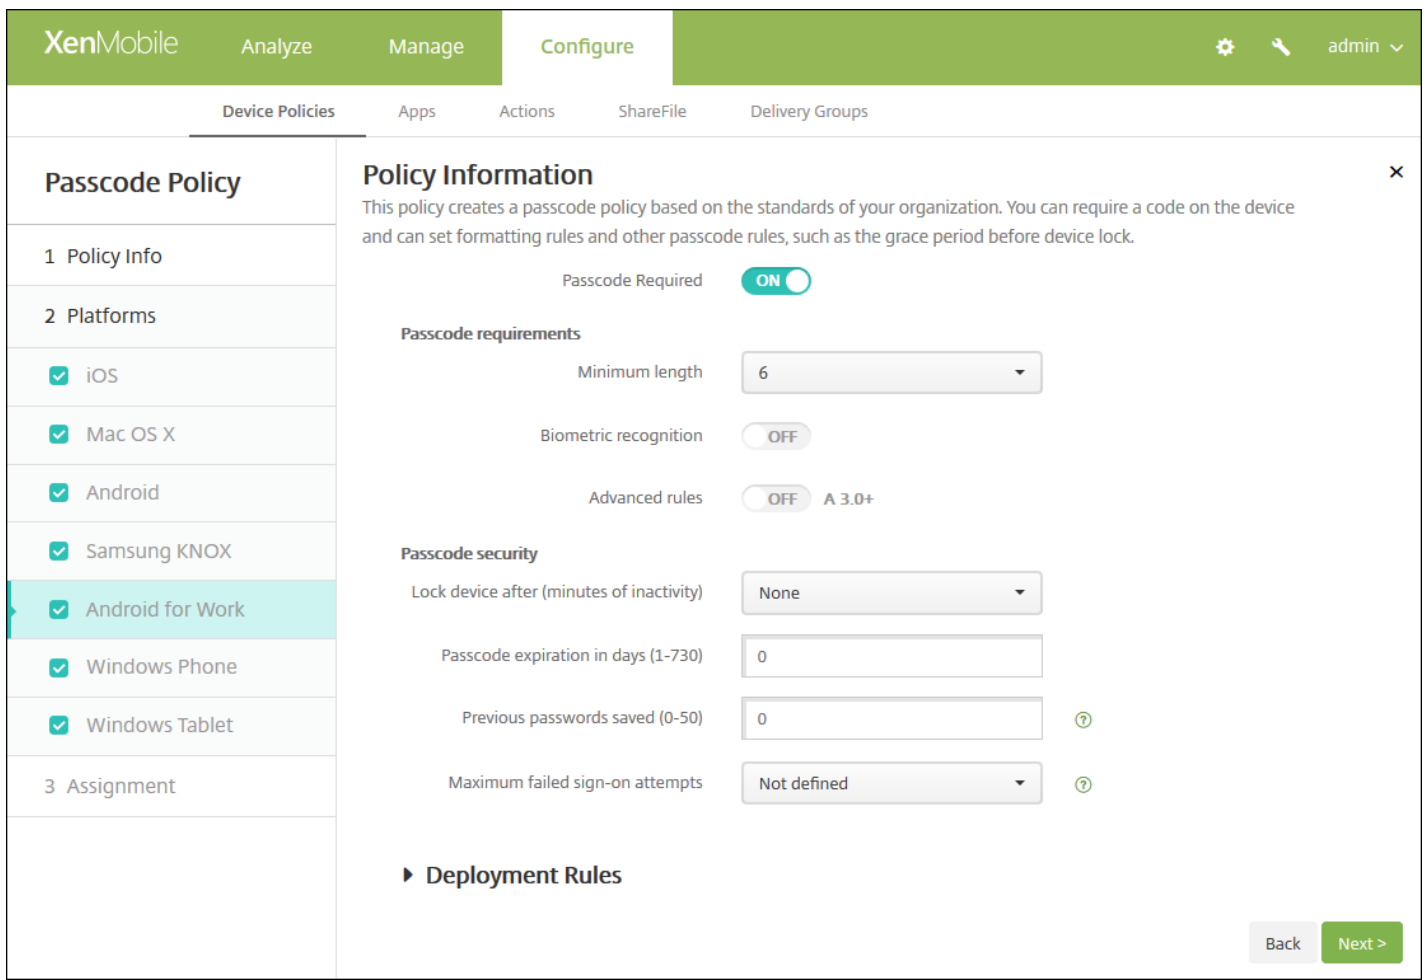 XenMobile Analyze Manage Configure admin
Device Policies Apps Actions ShareFile Delivery Groups
Passcode Policy
1 Policy Info
2 Platforms
iOS
Mac OS X
Android
Samsung KNOX
Android for Work
Windows Phone
Windows Tablet
3 Assignment
Policy Information
This policy creates a passcode policy based on the standards of your organization. You can require a code on the device
and can set formatting rules and other passcode rules, such as the grace period before device lock.
Passcode Required ON
Passcode requirements
Minimum length 6
Biometric recognition OFF
Advanced rules OFF A 3.0+
Passcode security
Lock device after (minutes of inactivity) None
Passcode expiration in days (1-730) 0
Previous passwords saved (0-50) 0 ?
Maximum failed sign-on attempts Not defined ?
Deployment Rules
Back Next >